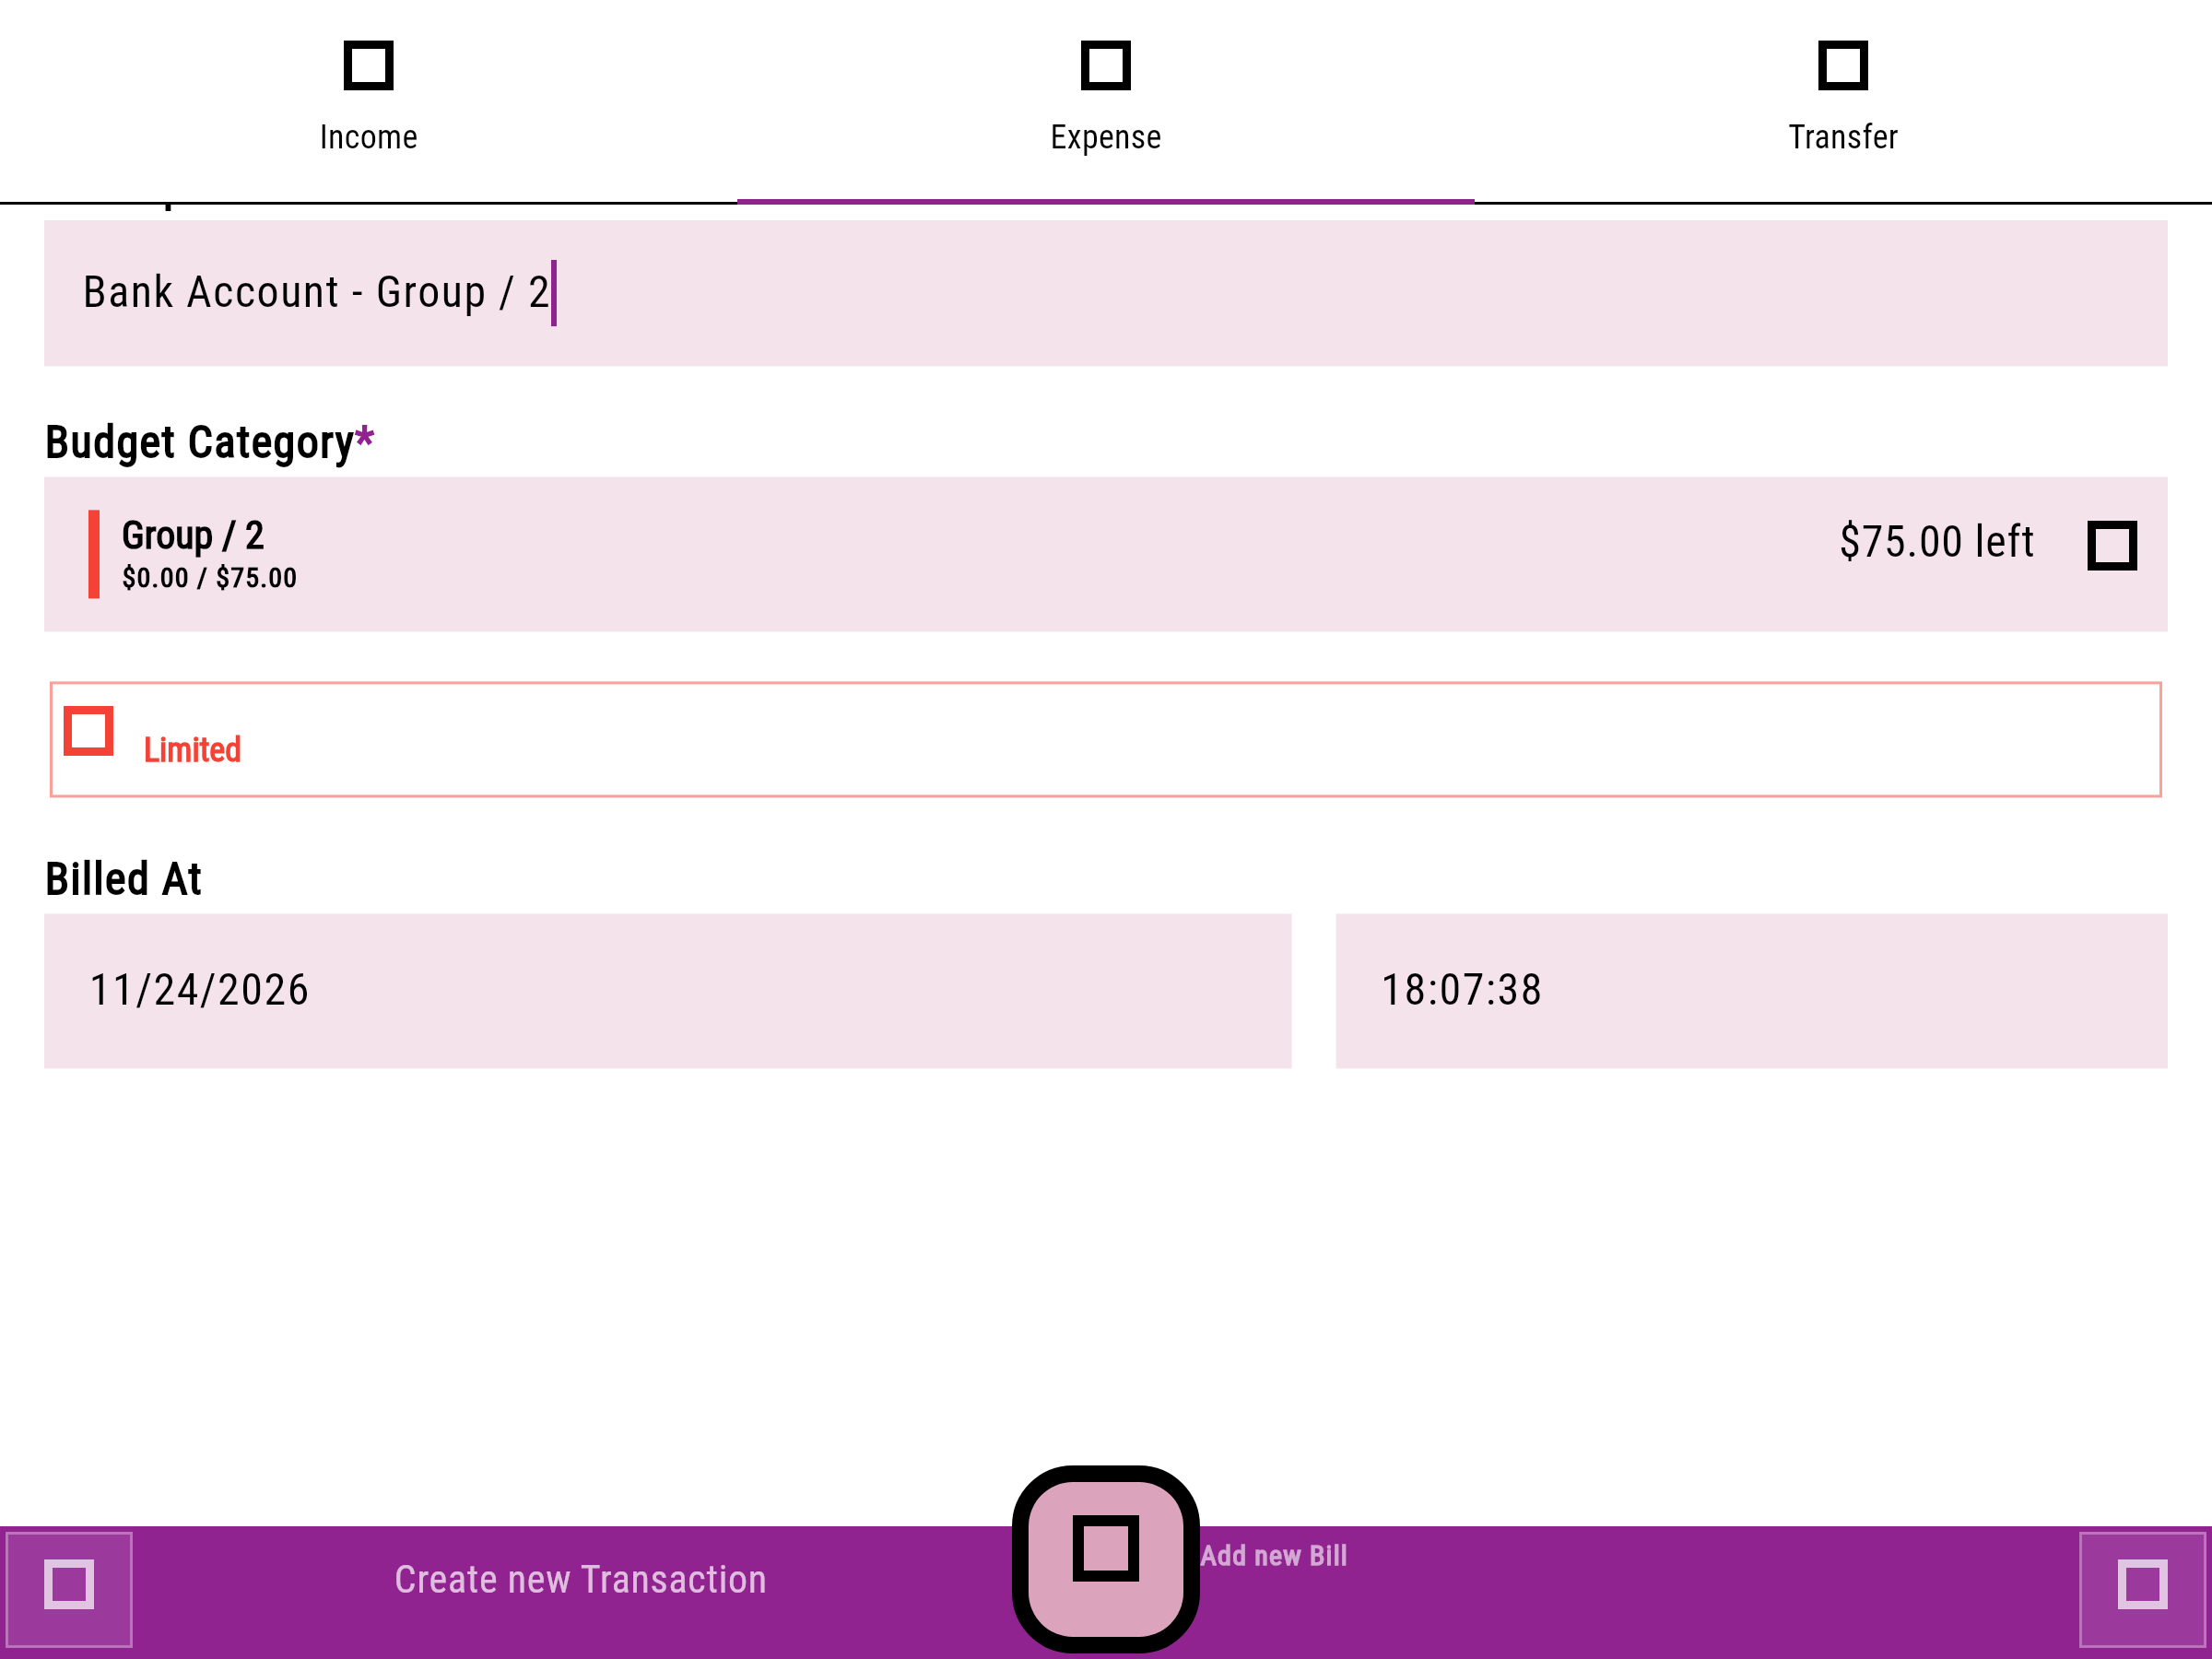 Income
Expense
Transfer
Bank Account - Group / 2
Budget Category*
Group / 2
$0.00 / $75.00
$75.00 left
Limited
Billed At
11/24/2026
18:07:38
Create new Transaction
Add new Bill